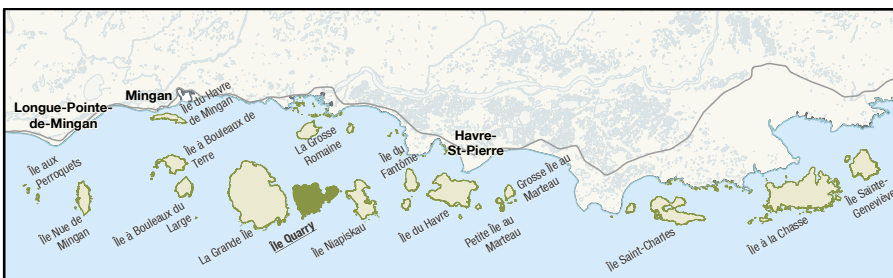 Longue-Pointe-
de-Mingan
Mingan
Île du Havre
de Mingan
Île à Bouleaux de
Terre
La Grosse
Romaine
Île du
Fantôme
Havre-
St-Pierre
Grosse Île au
Marteau
Île aux
Perroquets
Île Nue de
Mingan
Île à Bouleaux du
Large
La Grande Île
Île Quarry
Île Niapiskau
Île du Havre
Petite Île au
Marteau
Île Saint-Charles
Île à la Chasse
Île Sainte-
Geneviève